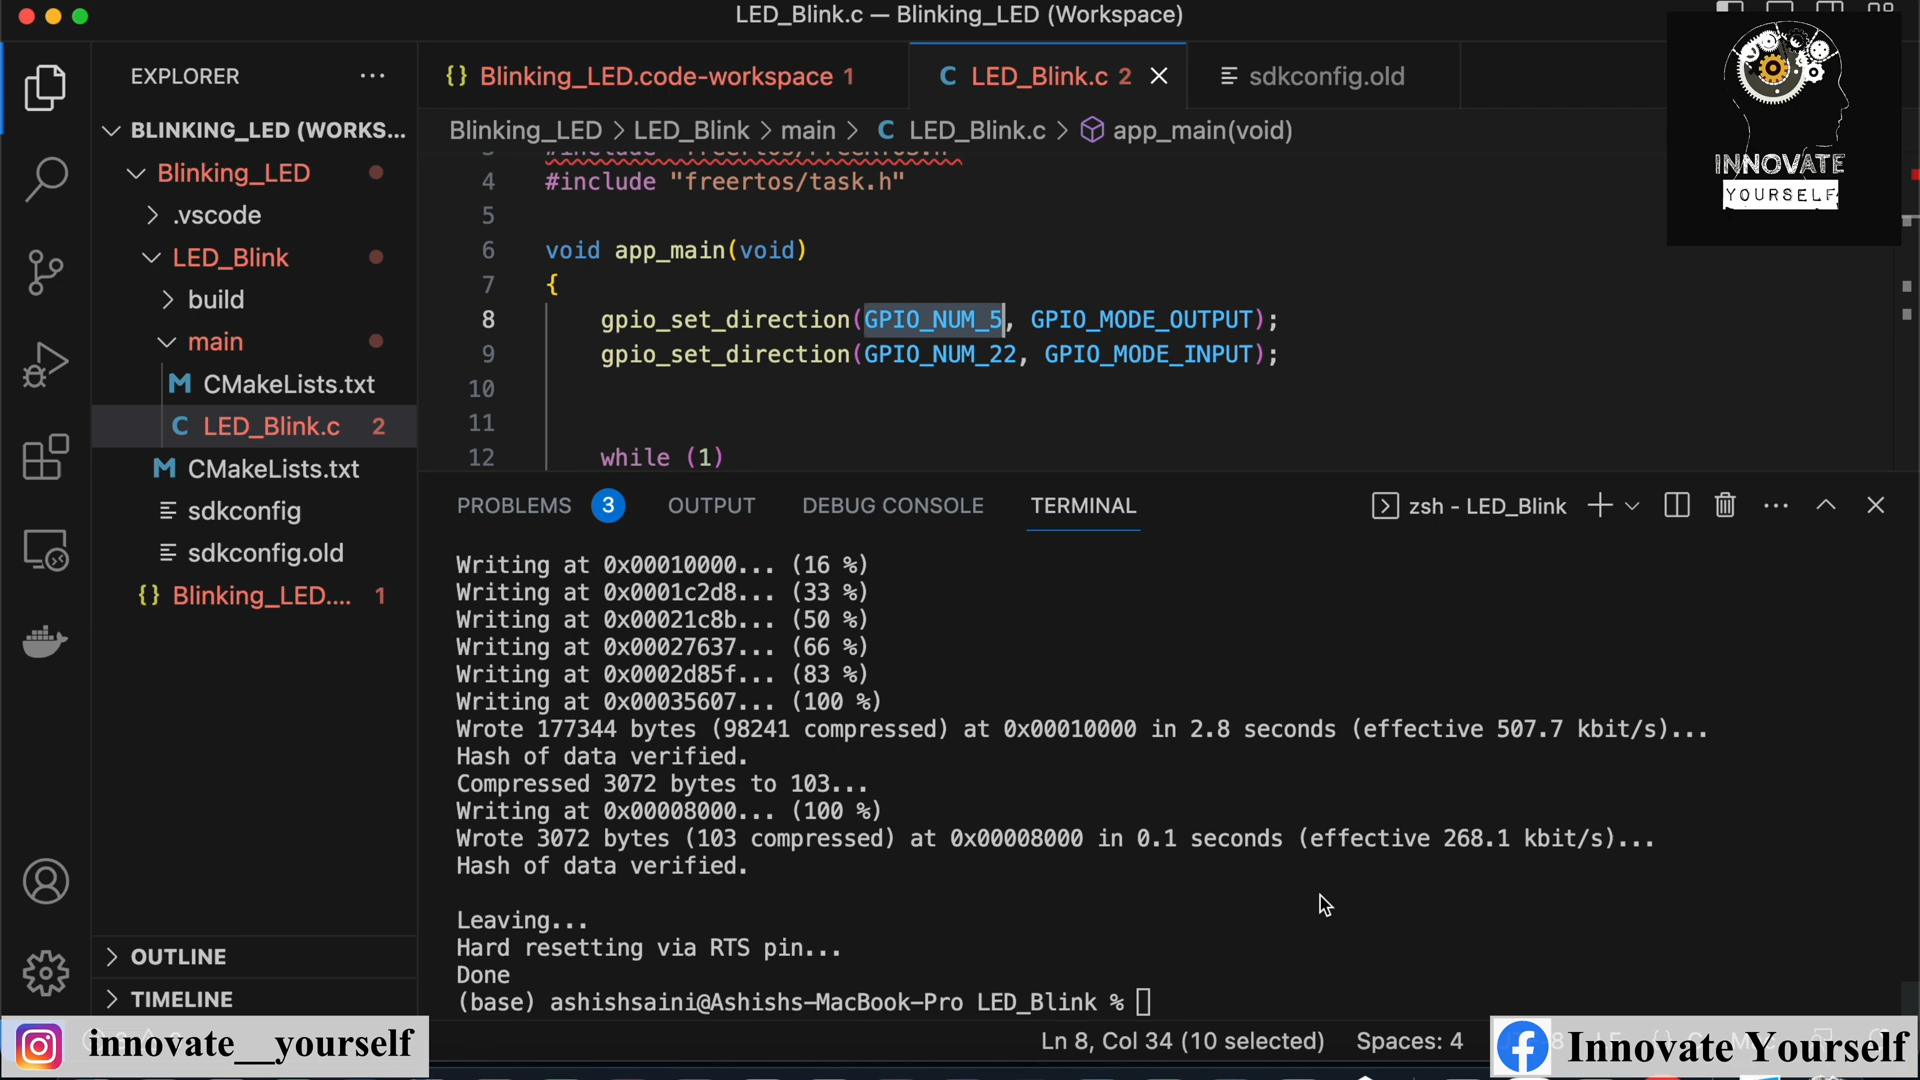 LED_Blink.c — Blinking_LED (Workspace)
EXPLORER
BLINKING_LED (WORKS...
Blinking_LED
.vscode
LED_Blink
build
main
CMakeLists.txt
LED_Blink.c 2
CMakeLists.txt
sdkconfig
sdkconfig.old
Blinking_LED.... 1
OUTLINE
TIMELINE
{} Blinking_LED.code-workspace 1
C LED_Blink.c 2
sdkconfig.old
Blinking_LED > LED_Blink > main > C LED_Blink.c > app_main(void)
4 #include "freertos/task.h"
5
6 void app_main(void)
7 {
8 gpio_set_direction(GPIO_NUM_5, GPIO_MODE_OUTPUT);
9 gpio_set_direction(GPIO_NUM_22, GPIO_MODE_INPUT);
10
11
12 while (1)
PROBLEMS 3 OUTPUT DEBUG CONSOLE TERMINAL
zsh - LED_Blink
Writing at 0x00010000... (16 %)
Writing at 0x0001c2d8... (33 %)
Writing at 0x00021c8b... (50 %)
Writing at 0x00027637... (66 %)
Writing at 0x0002d85f... (83 %)
Writing at 0x00035607... (100 %)
Wrote 177344 bytes (98241 compressed) at 0x00010000 in 2.8 seconds (effective 507.7 kbit/s)...
Hash of data verified.
Compressed 3072 bytes to 103...
Writing at 0x00008000... (100 %)
Wrote 3072 bytes (103 compressed) at 0x00008000 in 0.1 seconds (effective 268.1 kbit/s)...
Hash of data verified.
Leaving...
Hard resetting via RTS pin...
Done
(base) ashishsaini@Ashishs-MacBook-Pro LED_Blink %
Ln 8, Col 34 (10 selected) Spaces: 4
INNOVATE
YOURSELF
innovate__yourself
Innovate Yourself